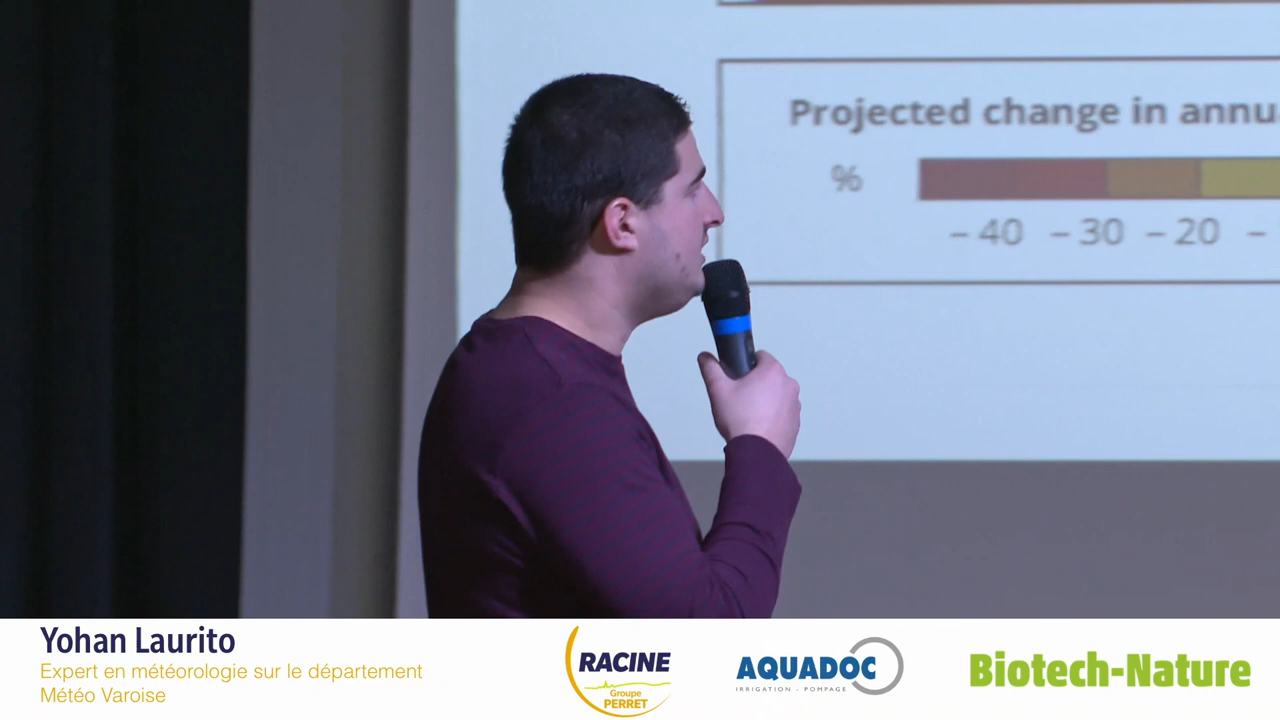 Projected change in annu
%
– 40 – 30 – 20 –
Yohan Laurito
Expert en météorologie sur le département
Météo Varoise
RACINE
Groupe
PERRET
AQUADOC
IRRIGATION - POMPAGE
Biotech-Nature